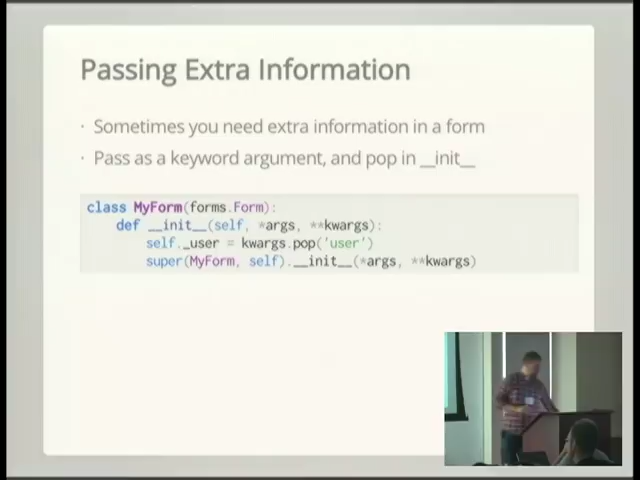 Passing Extra Information
· Sometimes you need extra information in a form
· Pass as a keyword argument, and pop in __init__
class MyForm(forms.Form):
def __init__(self, *args, **kwargs):
self._user = kwargs.pop('user')
super(MyForm, self).__init__(*args, **kwargs)